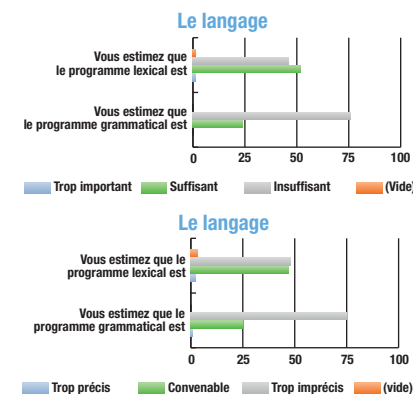 Le langage
Vous estimez que
le programme lexical est
Vous estimez que
le programme grammatical est
0 25 50 75 100
Trop important Suffisant Insuffisant (Vide)
Le langage
Vous estimez que le
programme lexical est
Vous estimez que le
programme grammatical est
0 25 50 75 100
Trop précis Convenable Trop imprécis (vide)